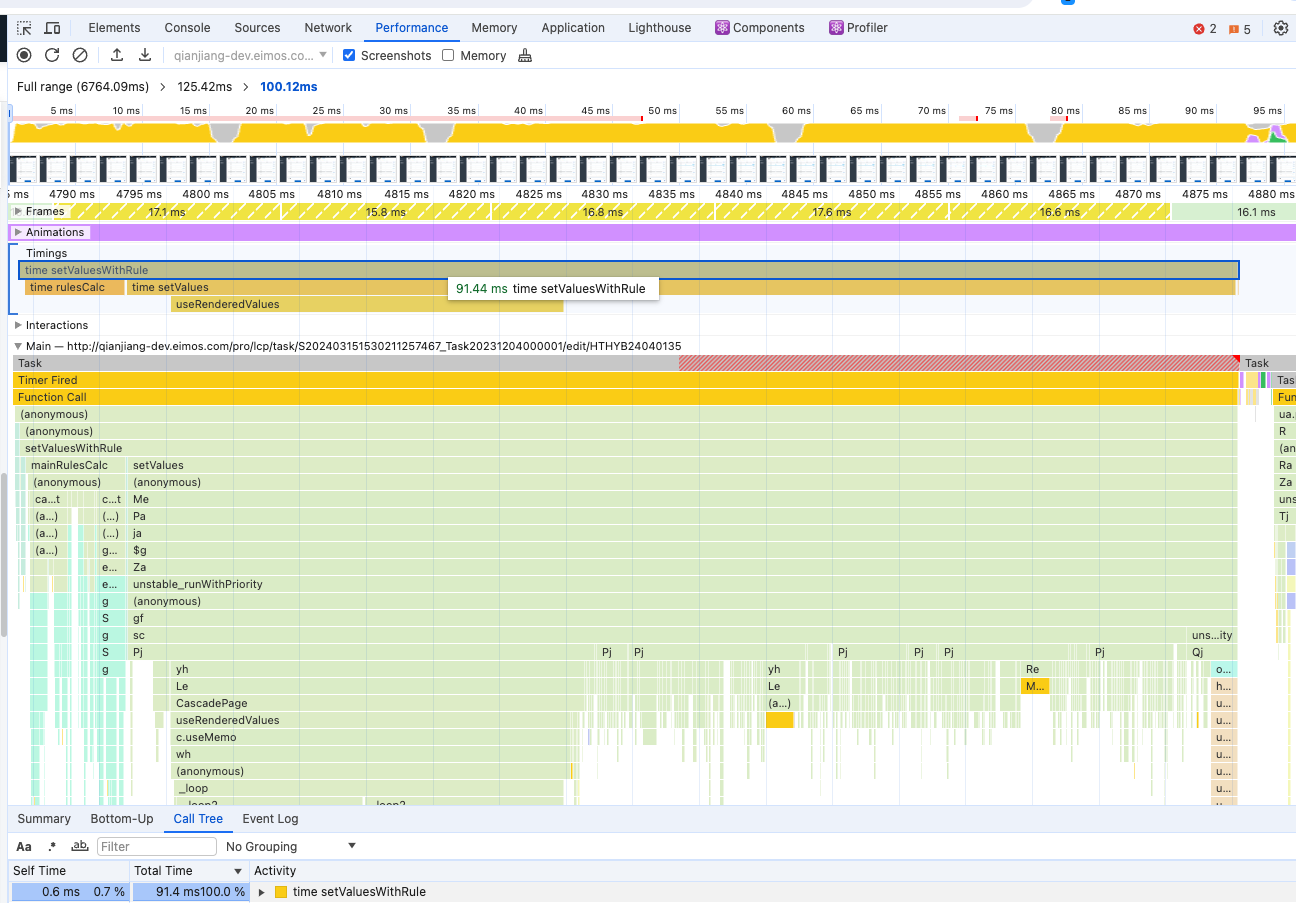 Elements Console Sources Network Performance Memory Application Lighthouse Components Profiler 2 5
qianjiang-dev.eimos.co... Screenshots Memory
Full range (6764.09ms) 125.42ms 100.12ms
5 ms 10 ms 15 ms 20 ms 25 ms 30 ms 35 ms 40 ms 45 ms 50 ms 55 ms 60 ms 65 ms 70 ms 75 ms 80 ms 85 ms 90 ms 95 ms
5 ms 4790 ms 4795 ms 4800 ms 4805 ms 4810 ms 4815 ms 4820 ms 4825 ms 4830 ms 4835 ms 4840 ms 4845 ms 4850 ms 4855 ms 4860 ms 4865 ms 4870 ms 4875 ms 4880 ms
Frames 17.1 ms 15.8 ms 16.8 ms 17.6 ms 16.6 ms 16.1 ms
Animations
Timings
time setValuesWithRule
time rulesCalc time setValues 91.44 ms time setValuesWithRule
useRenderedValues
Interactions
Main — http://qianjiang-dev.eimos.com/pro/lcp/task/S202403151530211257467_Task20231204000001/edit/HTHYB24040135
Task Task
Timer Fired Tas
Function Call Fun
(anonymous) ua.
(anonymous) R
setValuesWithRule (an
mainRulesCalc setValues Ra
(anonymous) (anonymous) Za
ca...t c...t Me uns
(a...) (...) Pa Tj
(a...) (...) ja
(a...) g... $g
e... Za
e... unstable_runWithPriority
g (anonymous)
S gf
g sc uns...ity
S Pj Pj Pj Pj Pj Pj Pj Qj
g yh yh Re o...
Le Le M... h...
CascadePage (a...) u...
useRenderedValues u...
c.useMemo u...
wh u...
(anonymous) u...
_loop u...
_loop2 _loop2
Summary Bottom-Up Call Tree Event Log
Aa .* ab Filter No Grouping
Self Time Total Time Activity
0.6 ms 0.7 % 91.4 ms 100.0 % time setValuesWithRule